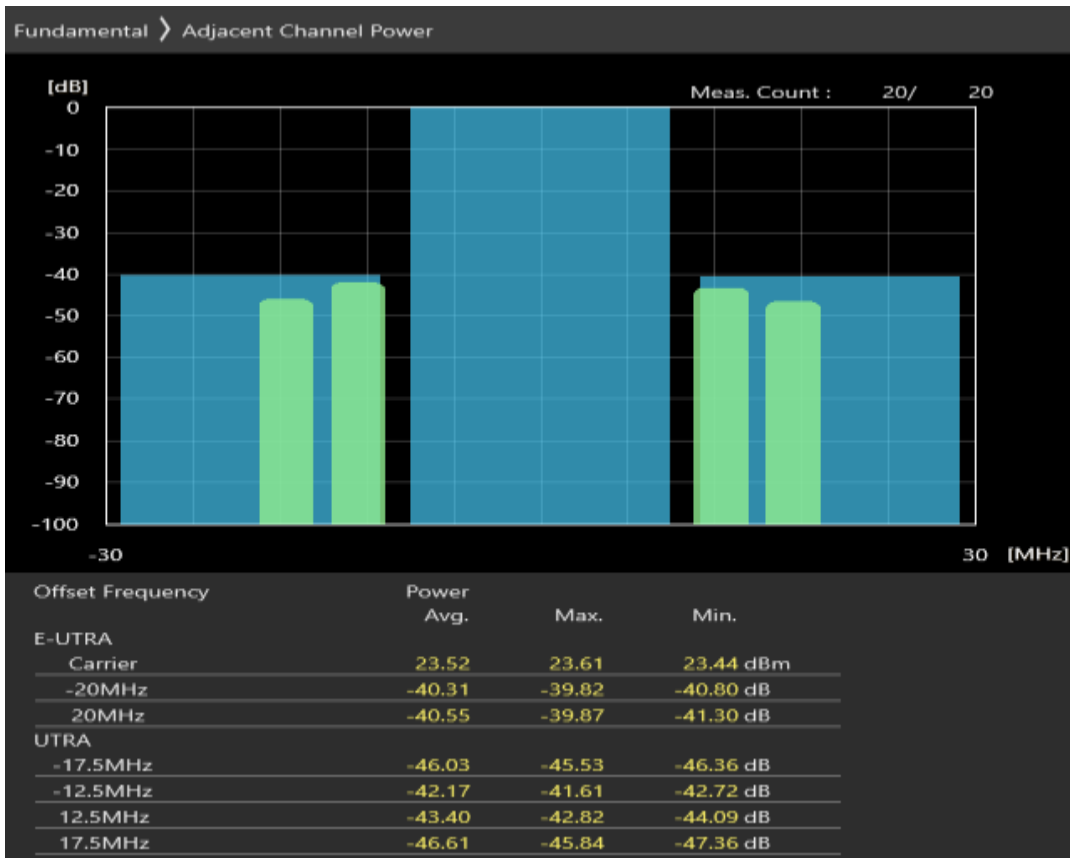 Fundamental 〉 Adjacent Channel Power
[dB]
Meas. Count : 20/ 20
0
-10
-20
-30
-40
-50
-60
-70
-80
-90
-100
-30 30 [MHz]
Offset Frequency Power
Avg. Max. Min.
E-UTRA
Carrier 23.52 23.61 23.44 dBm
-20MHz -40.31 -39.82 -40.80 dB
20MHz -40.55 -39.87 -41.30 dB
UTRA
-17.5MHz -46.03 -45.53 -46.36 dB
-12.5MHz -42.17 -41.61 -42.72 dB
12.5MHz -43.40 -42.82 -44.09 dB
17.5MHz -46.61 -45.84 -47.36 dB